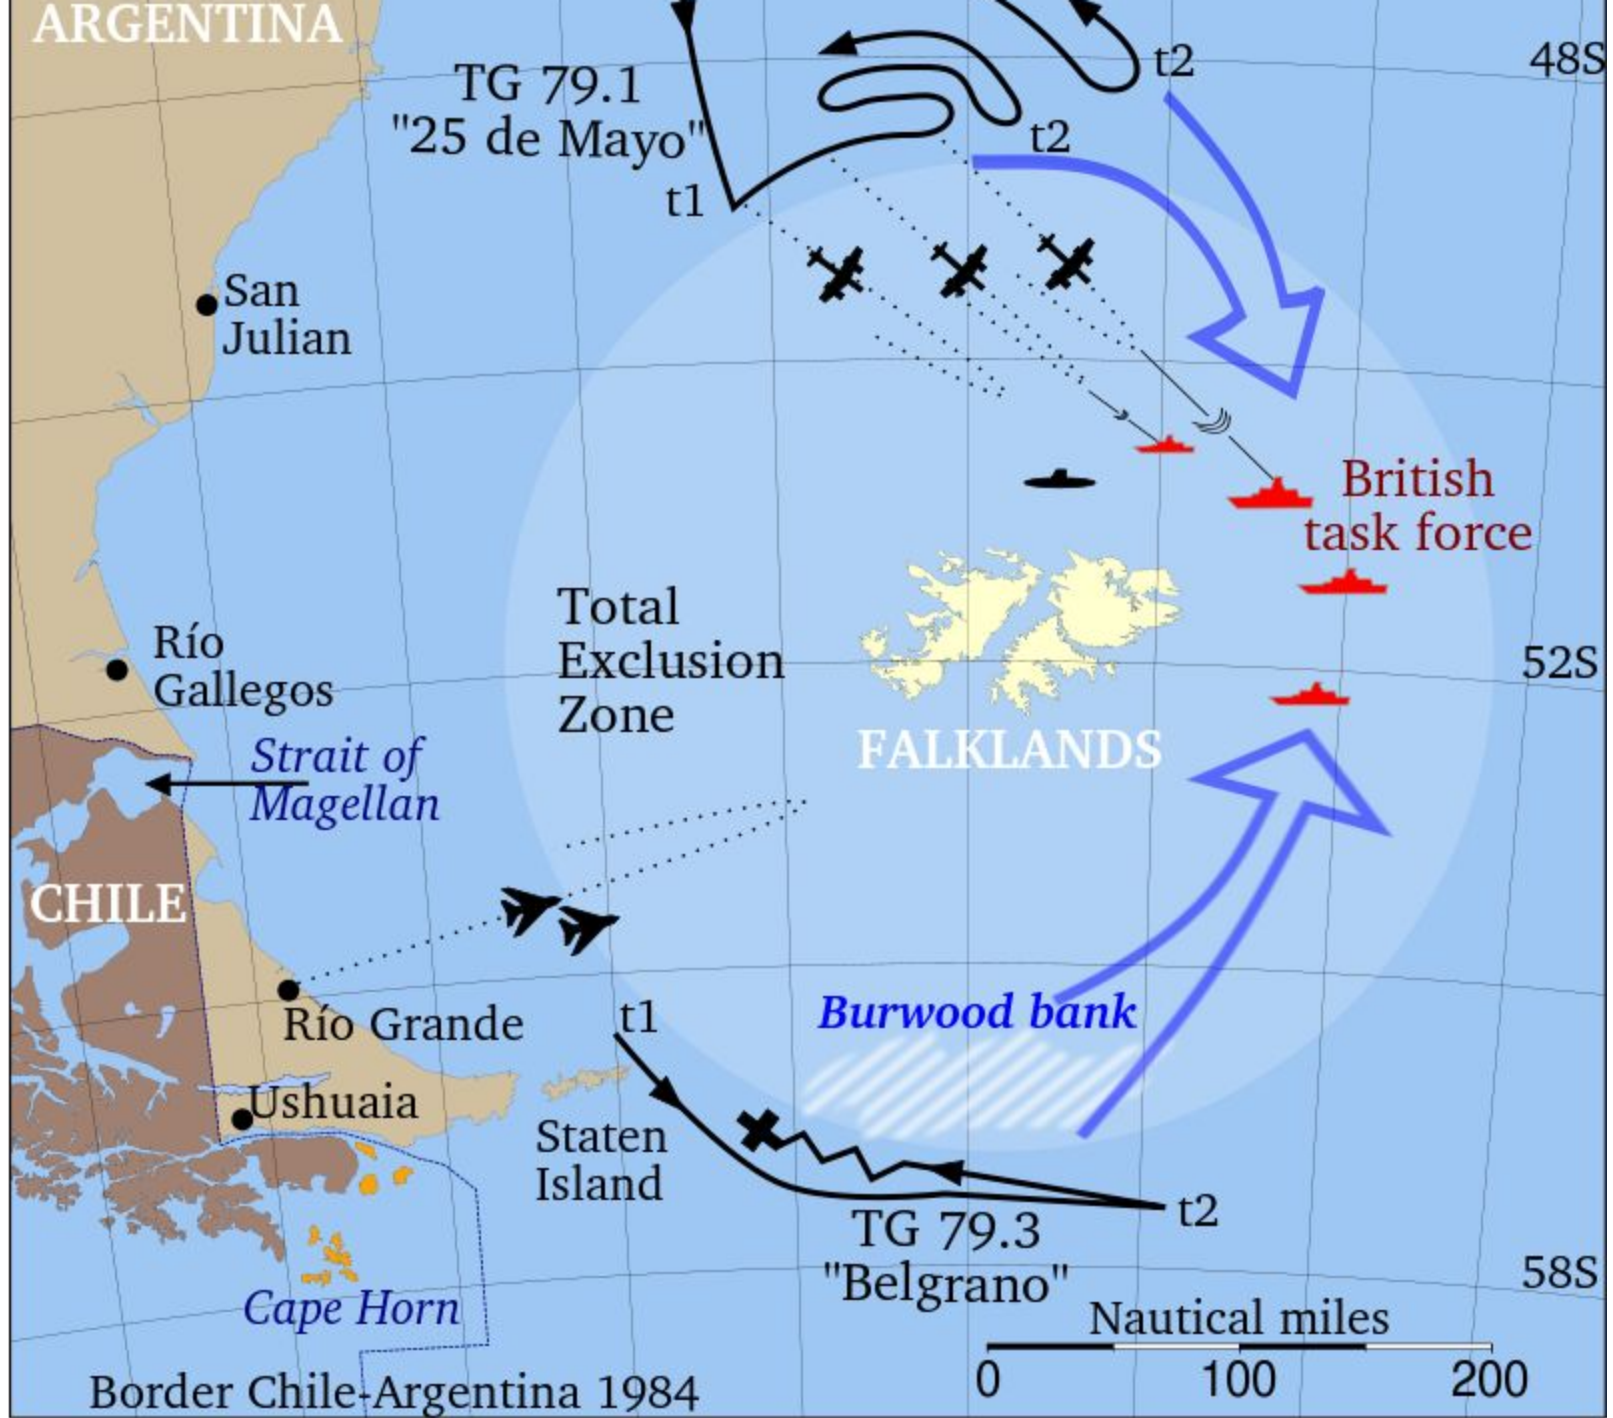 ARGENTINA
TG 79.1
"25 de Mayo"
t1
t2
t2
48S
San
Julian
British
task force
Total
Exclusion
Zone
52S
Río
Gallegos
FALKLANDS
Strait of
Magellan
CHILE
Río Grande
t1
Burwood bank
Ushuaia
Staten
Island
t2
TG 79.3
"Belgrano"
58S
Cape Horn
Nautical miles
0 100 200
Border Chile-Argentina 1984